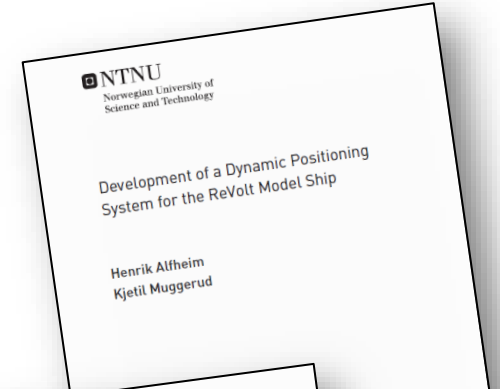 NTNU
Norwegian University of
Science and Technology
Development of a Dynamic Positioning
System for the ReVolt Model Ship
Henrik Alfheim
Kjetil Muggerud